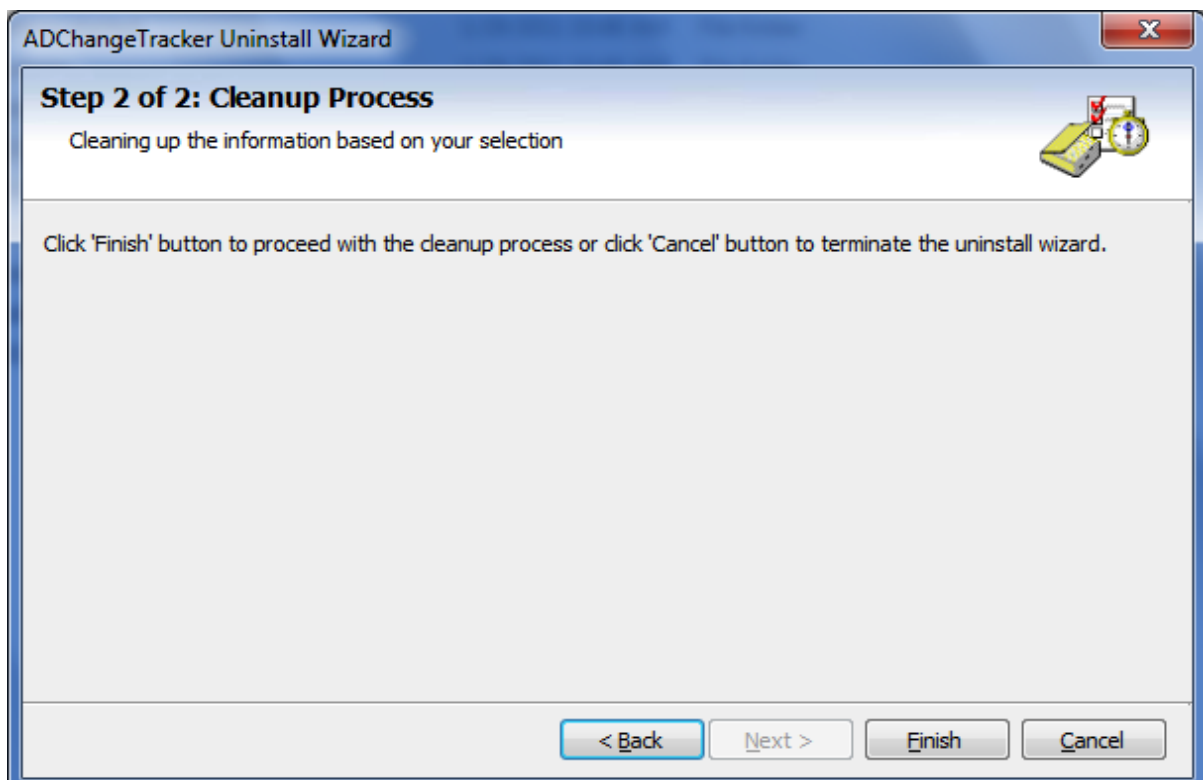 ADChangeTracker Uninstall Wizard
Step 2 of 2: Cleanup Process
Cleaning up the information based on your selection
Click 'Finish' button to proceed with the cleanup process or click 'Cancel' button to terminate the uninstall wizard.
< Back Next > Finish Cancel